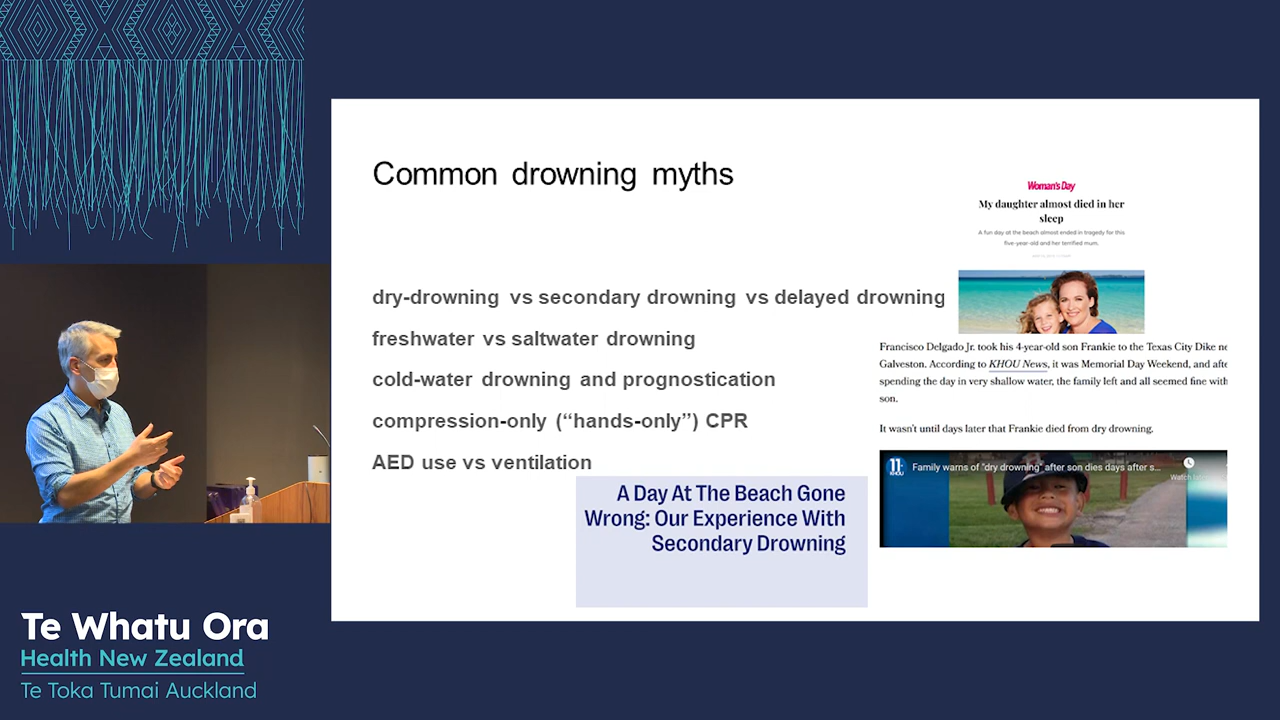 Common drowning myths
dry-drowning vs secondary drowning vs delayed drowning
freshwater vs saltwater drowning
cold-water drowning and prognostication
compression-only (“hands-only”) CPR
AED use vs ventilation
A Day At The Beach Gone
Wrong: Our Experience With
Secondary Drowning
Woman's Day
My daughter almost died in her
sleep
A fun day at the beach almost ended in tragedy for this
five-year-old and her terrified mum.
Francisco Delgado Jr. took his 4-year-old son Frankie to the Texas City Dike ne
Galveston. According to KHOU News, it was Memorial Day Weekend, and afte
spending the day in very shallow water, the family left and all seemed fine with
son.
It wasn't until days later that Frankie died from dry drowning.
11
KHOU
Family warns of "dry drowning" after son dies days after s...
Watch
Te Whatu Ora
Health New Zealand
Te Toka Tumai Auckland